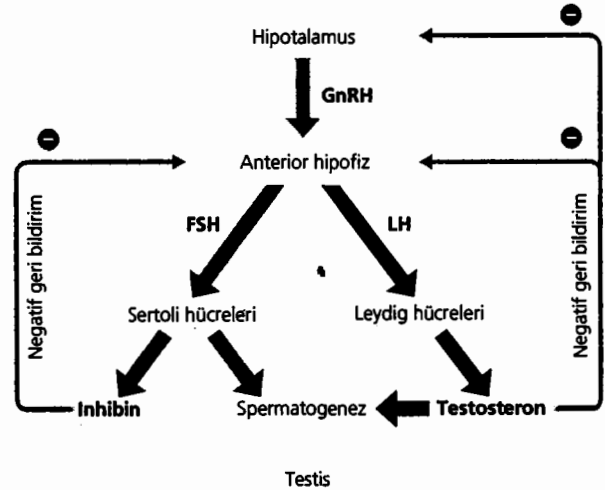 Hipotalamus
GnRH
Anterior hipofiz
FSH
LH
Negatif geri bildirim
Negatif geri bildirim
Sertoli hücreleri
Leydig hücreleri
Inhibin
Spermatogenez
Testosteron
Testis